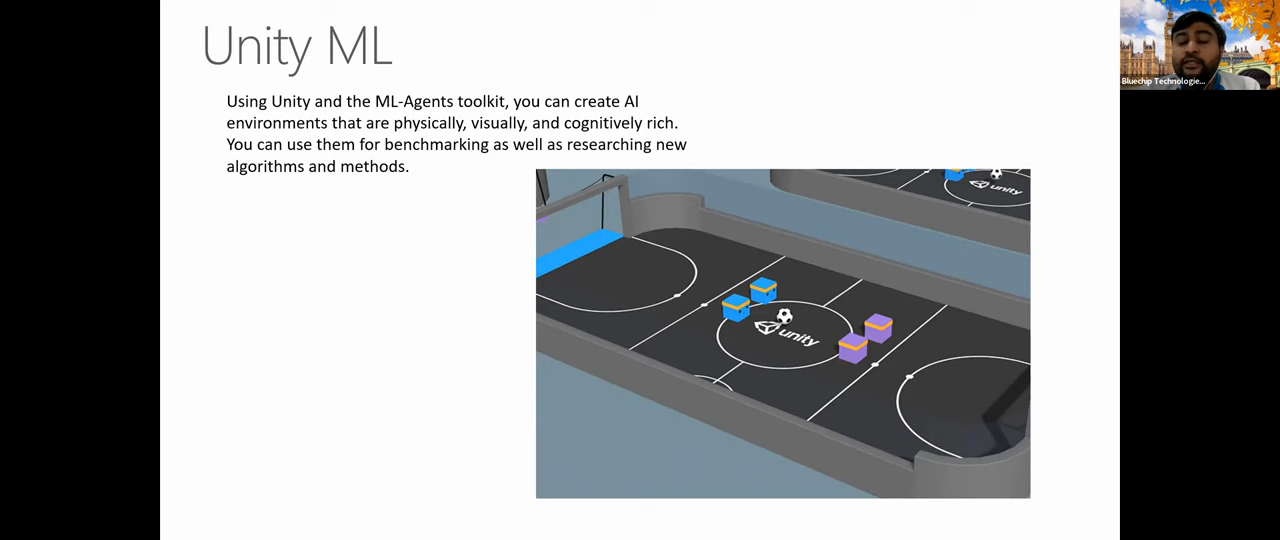 Unity ML
Using Unity and the ML-Agents toolkit, you can create AI
environments that are physically, visually, and cognitively rich.
You can use them for benchmarking as well as researching new
algorithms and methods.
unity
unity
Bluechip Technologie...